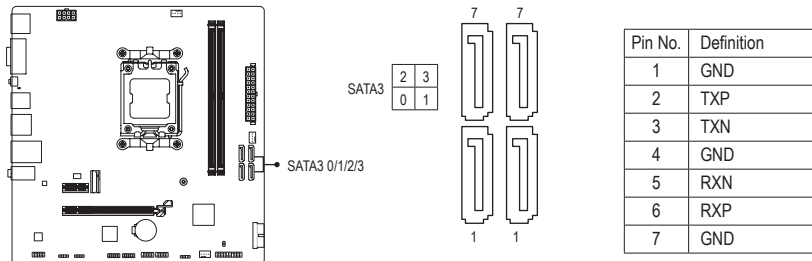 7 7
SATA3
2 3
0 1
SATA3 0/1/2/3
1 1
Pin No. Definition
1 GND
2 TXP
3 TXN
4 GND
5 RXN
6 RXP
7 GND